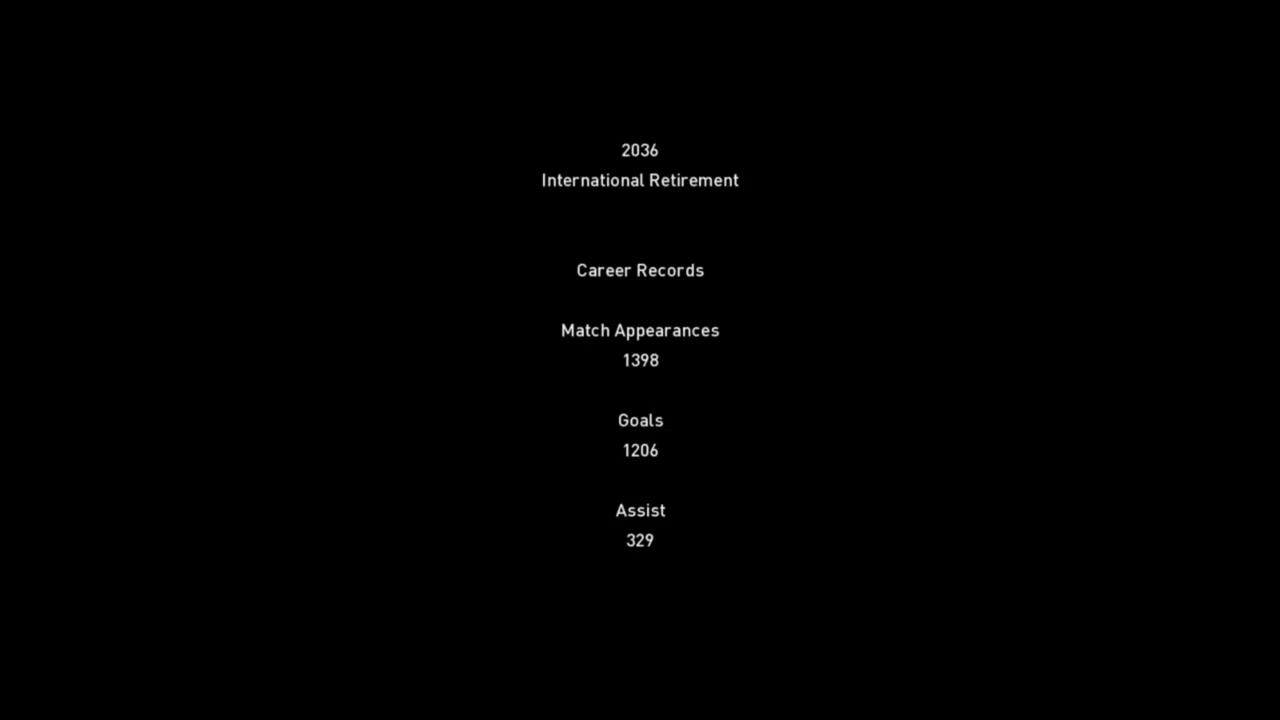 2036
International Retirement
Career Records
Match Appearances
1398
Goals
1206
Assist
329